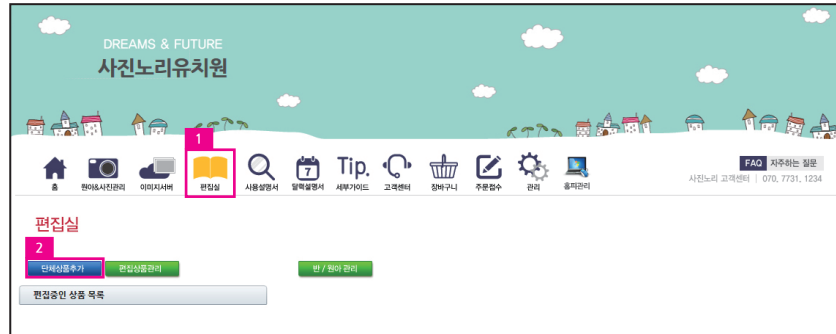 DREAMS & FUTURE
사진노리유치원
1
7
Tip.
홈
원아&사진관리
이미지서버
편집실
사용설명서
달력설명서
세부가이드
고객센터
장바구니
주문접수
관리
홈피관리
FAQ 자주하는 질문
사진노리 고객센터 | 070, 7731, 1234
편집실
2
단체상품추가
편집상품관리
반 / 원아 관리
편집중인 상품 목록